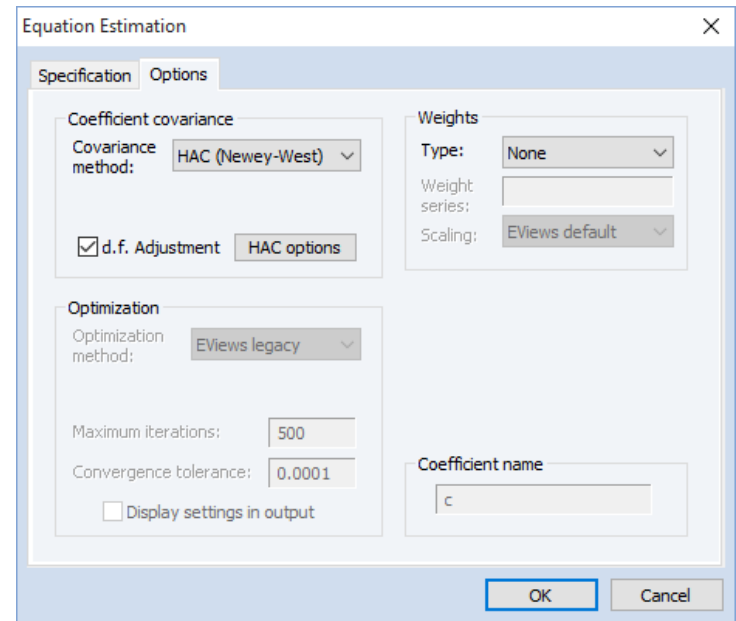 Equation Estimation
Specification
Options
Coefficient covariance
Covariance
method:
HAC (Newey-West)
d.f. Adjustment
HAC options
Weights
Type:
None
Weight
series:
Scaling:
EViews default
Optimization
Optimization
method:
EViews legacy
Maximum iterations:
500
Convergence tolerance:
0.0001
Display settings in output
Coefficient name
c
OK
Cancel